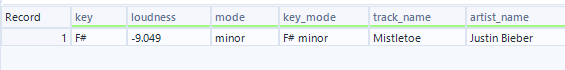 Record key loudness mode key_mode track_name artist_name
1 F# -9.049 minor F# minor Mistletoe Justin Bieber